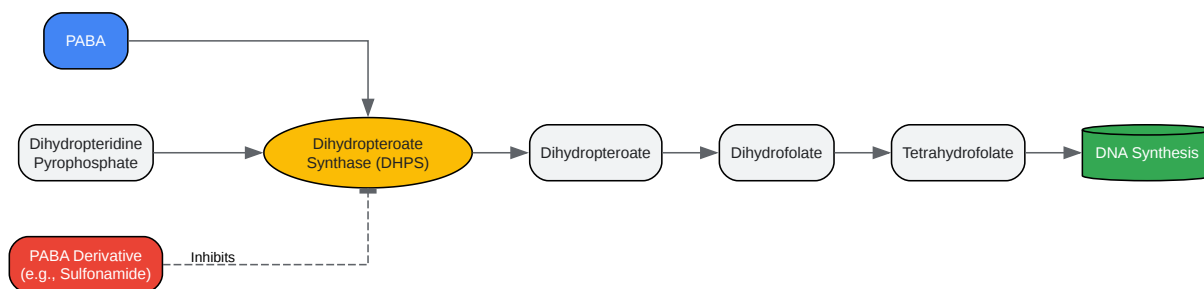 PABA
Dihydropteridine
Pyrophosphate
Dihydropteroate
Synthase (DHPS)
Dihydropteroate
Dihydrofolate
Tetrahydrofolate
DNA Synthesis
PABA Derivative
(e.g., Sulfonamide)
Inhibits